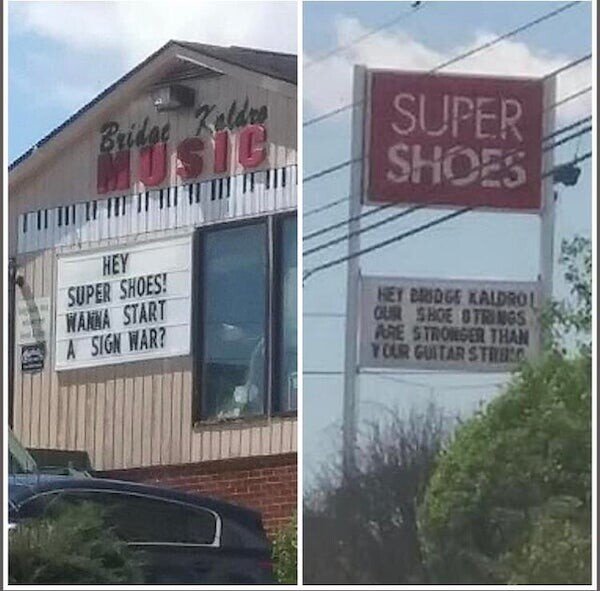 Bridge Kaldro
MUSIC
HEY
SUPER SHOES!
WANNA START
A SIGN WAR?
SUPER
SHOES
HEY BRIDGE KALDRO!
OUR SHOE STRINGS
ARE STRONGER THAN
YOUR GUITAR STRING